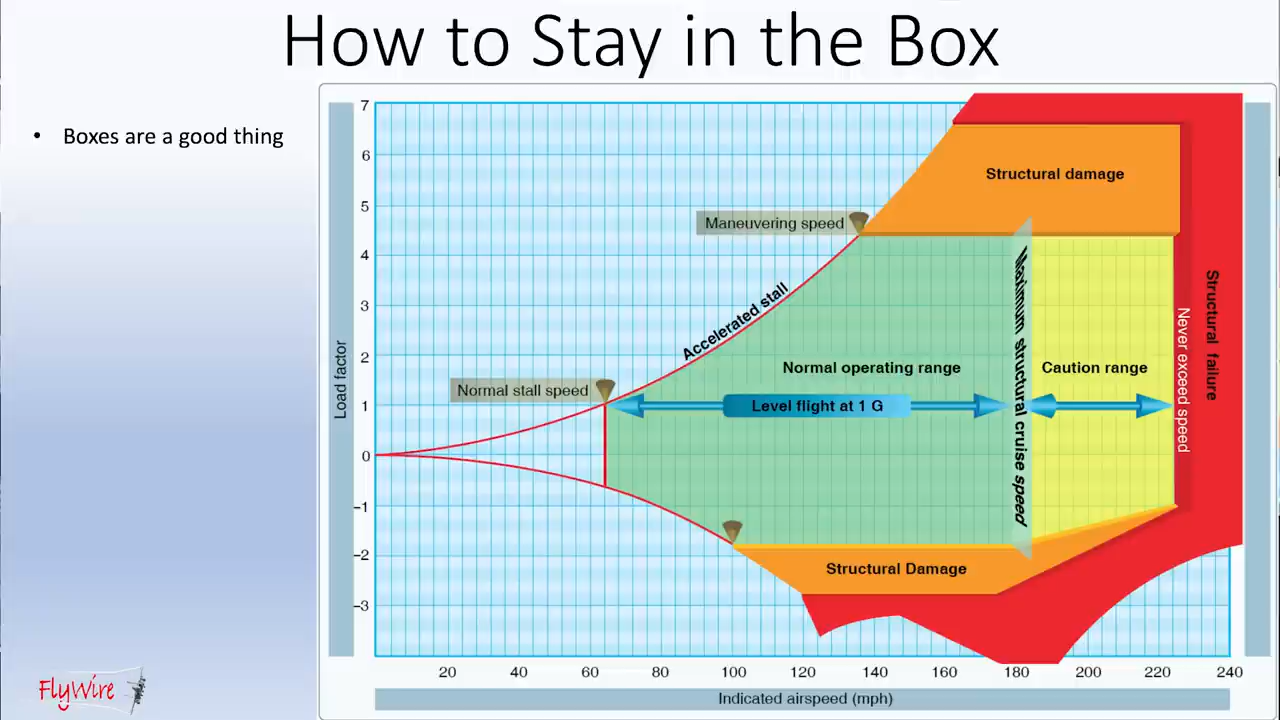 How to Stay in the Box
• Boxes are a good thing
7
6
5
4
3
2
1
0
–1
–2
–3
Load factor
Structural damage
Maneuvering speed
Accelerated stall
Normal stall speed
Normal operating range
Level flight at 1 G
Maximum structural cruise speed
Caution range
Never exceed speed
Structural failure
Structural Damage
20 40 60 80 100 120 140 160 180 200 220 240
Indicated airspeed (mph)
FlyWire